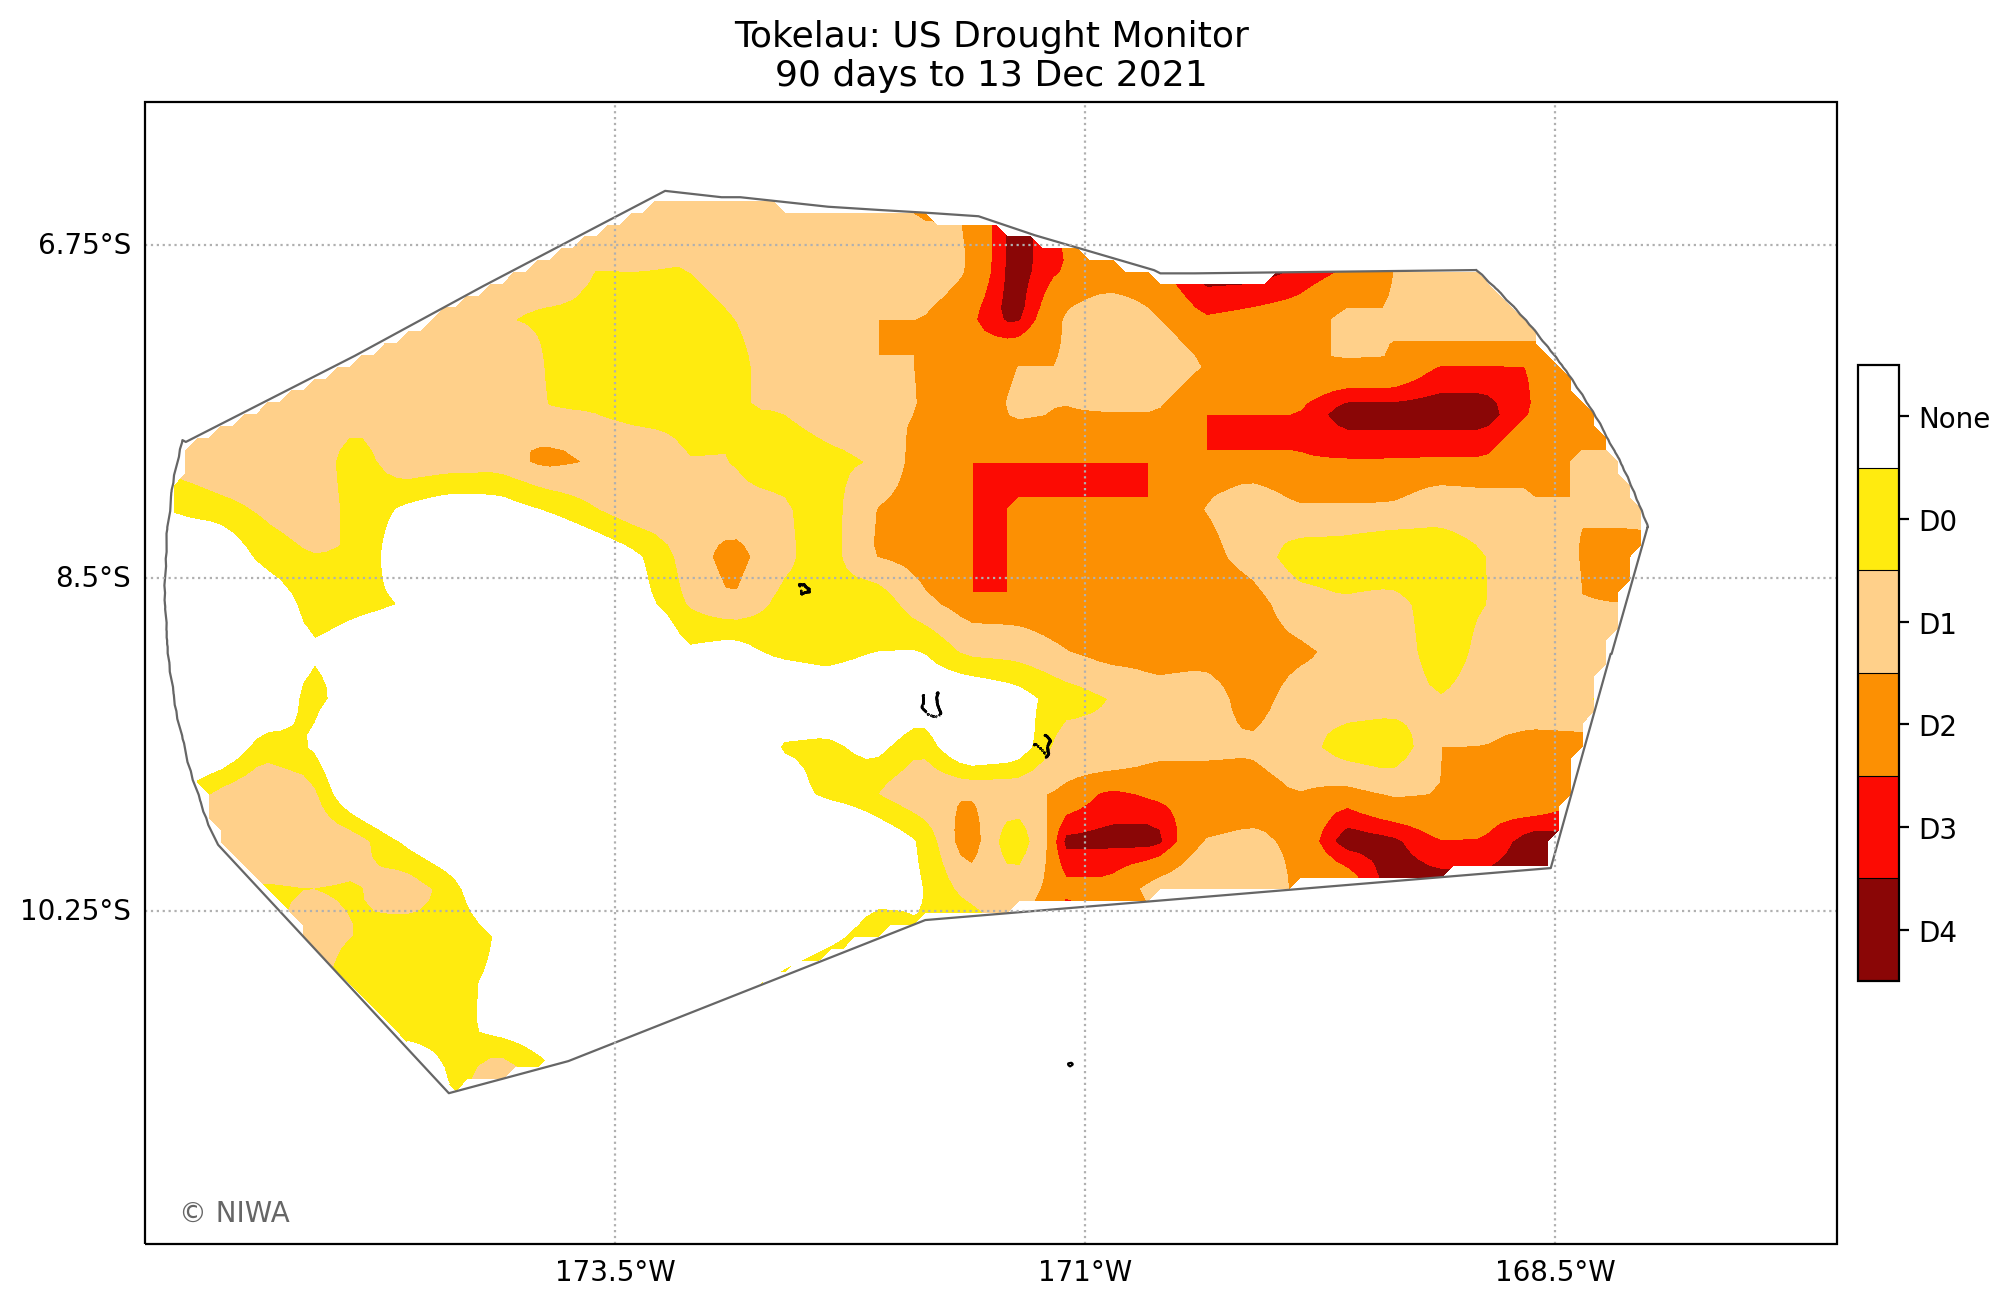 Tokelau: US Drought Monitor
90 days to 13 Dec 2021
6.75°S
8.5°S
10.25°S
173.5°W
171°W
168.5°W
None
D0
D1
D2
D3
D4
© NIWA